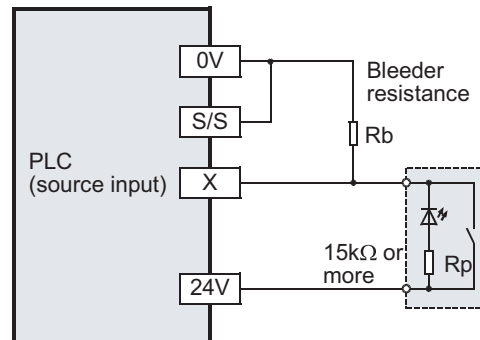 0V
Bleeder
resistance
S/S
Rb
PLC
(source input)
X
15kΩ or
more
Rp
24V